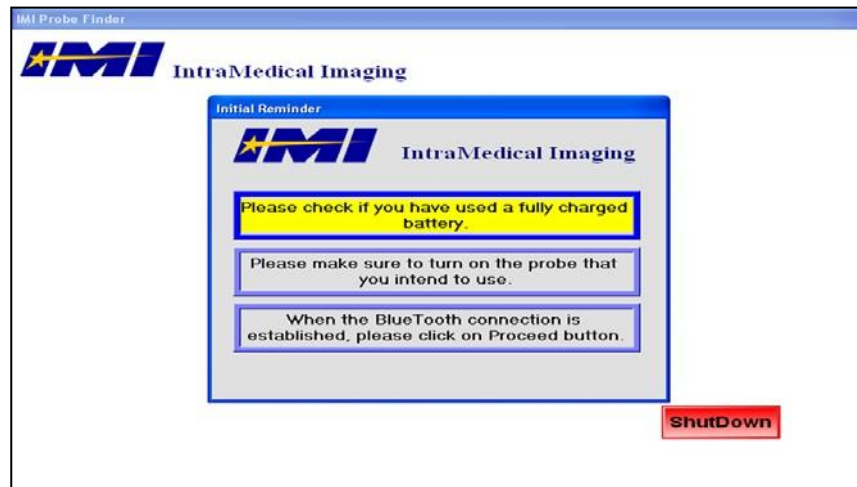 IMI Probe Finder
IMI
IntraMedical Imaging
Initial Reminder
IMI
IntraMedical Imaging
Please check if you have used a fully charged
battery.
Please make sure to turn on the probe that
you intend to use.
When the BlueTooth connection is
established, please click on Proceed button.
ShutDown